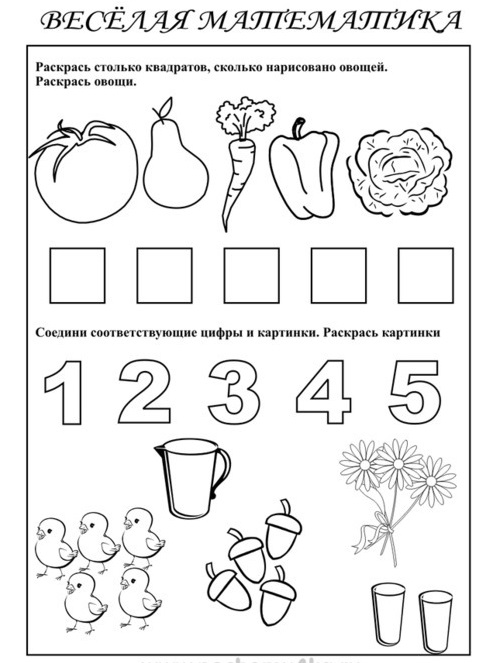 ВЕСЁЛАЯ МАТЕМАТИКА
Раскрась столько квадратов, сколько нарисовано овощей.
Раскрась овощи.
Соедини соответствующие цифры и картинки. Раскрась картинки
1 2 3 4 5